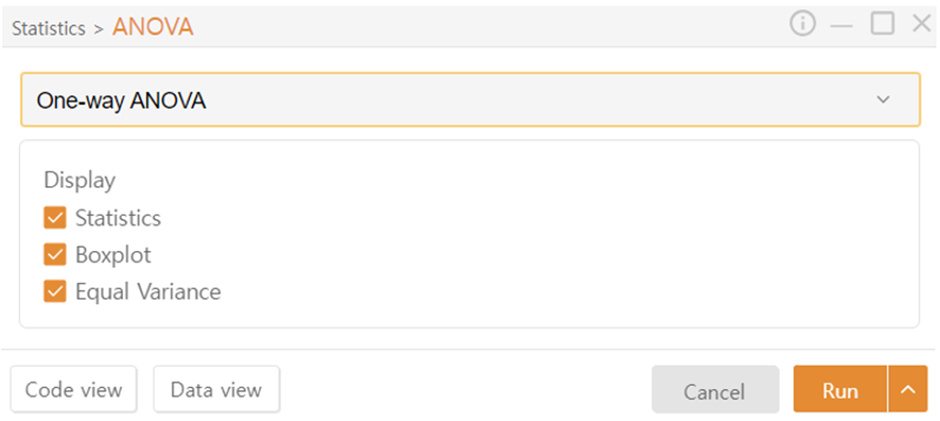 Statistics > ANOVA
One-way ANOVA
Display
Statistics
Boxplot
Equal Variance
Code view Data view Cancel Run